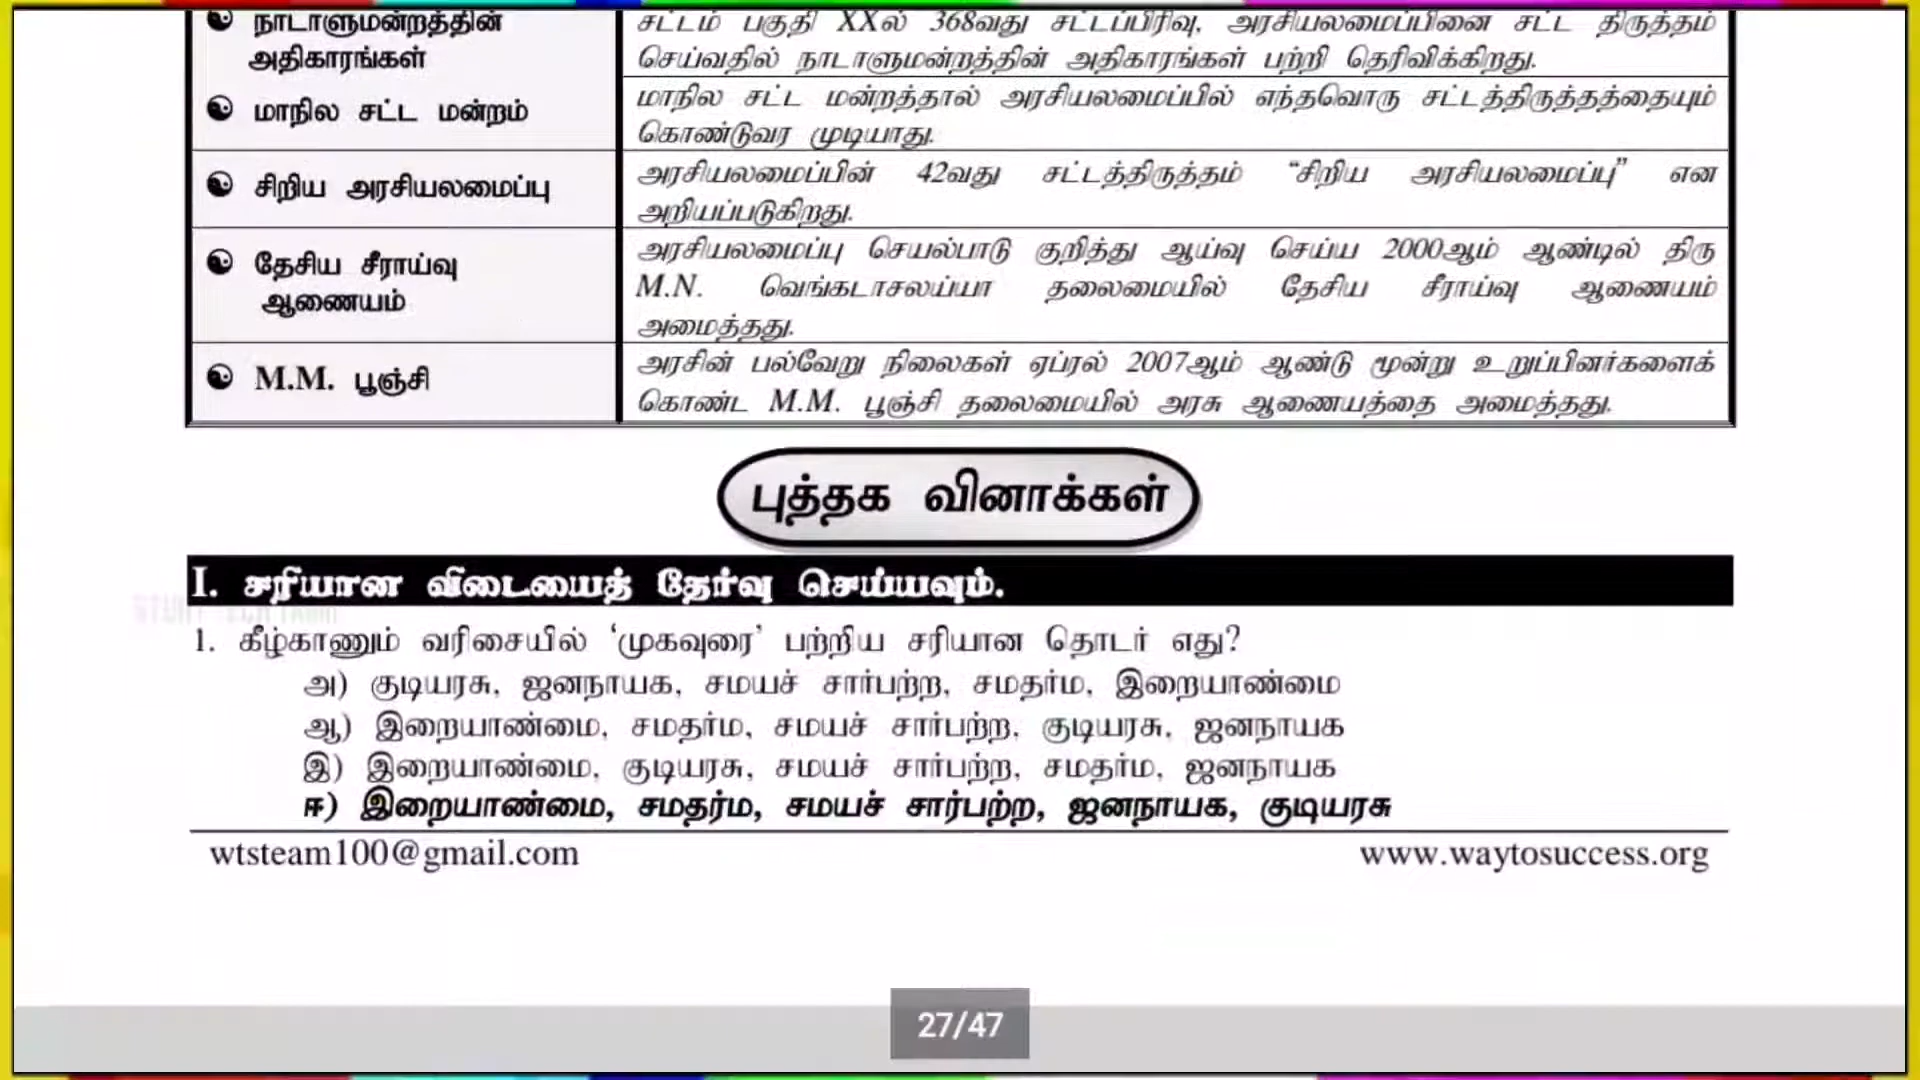 நாடாளுமன்றத்தின்
அதிகாரங்கள்
சட்டம் பகுதி XXல் 368வது சட்டப்பிரிவு, அரசியலமைப்பினை சட்ட திருத்தம்
செய்வதில் நாடாளுமன்றத்தின் அதிகாரங்கள் பற்றி தெரிவிக்கிறது.
மாநில சட்ட மன்றம்
மாநில சட்ட மன்றத்தால் அரசியலமைப்பில் எந்தவொரு சட்டத்திருத்தத்தையும்
கொண்டுவர முடியாது.
சிறிய அரசியலமைப்பு
அரசியலமைப்பின் 42வது சட்டத்திருத்தம் “சிறிய அரசியலமைப்பு” என
அறியப்படுகிறது.
தேசிய சீராய்வு
ஆணையம்
அரசியலமைப்பு செயல்பாடு குறித்து ஆய்வு செய்ய 2000ஆம் ஆண்டில் திரு
M.N. வெங்கடாசலய்யா தலைமையில் தேசிய சீராய்வு ஆணையம்
அமைத்தது.
M.M. பூஞ்சி
அரசின் பல்வேறு நிலைகள் ஏப்ரல் 2007ஆம் ஆண்டு மூன்று உறுப்பினர்களைக்
கொண்ட M.M. பூஞ்சி தலைமையில் அரசு ஆணையத்தை அமைத்தது.
புத்தக வினாக்கள்
I. சரியான விடையைத் தேர்வு செய்யவும்.
1. கீழ்காணும் வரிசையில் ‘முகவுரை’ பற்றிய சரியான தொடர் எது?
அ) குடியரசு, ஜனநாயக, சமயச் சார்பற்ற, சமதர்ம, இறையாண்மை
ஆ) இறையாண்மை, சமதர்ம, சமயச் சார்பற்ற, குடியரசு, ஜனநாயக
இ) இறையாண்மை, குடியரசு, சமயச் சார்பற்ற, சமதர்ம, ஜனநாயக
ஈ) இறையாண்மை, சமதர்ம, சமயச் சார்பற்ற, ஜனநாயக, குடியரசு
wtsteam100@gmail.com
www.waytosuccess.org
27/47